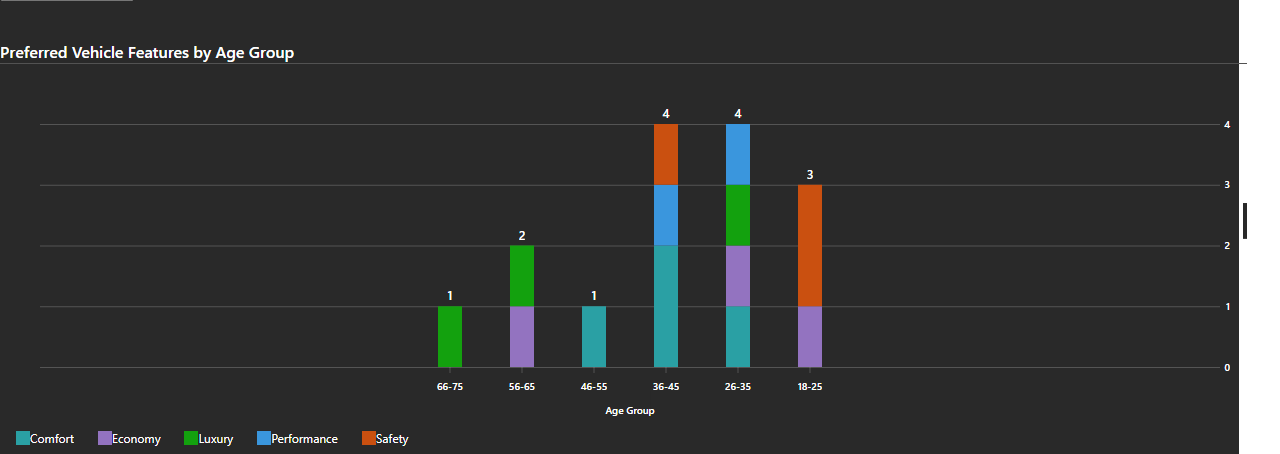 Preferred Vehicle Features by Age Group
4
4
4
3
3
2
2
1
1
1
0
66-75
56-65
46-55
36-45
26-35
18-25
Age Group
Comfort
Economy
Luxury
Performance
Safety